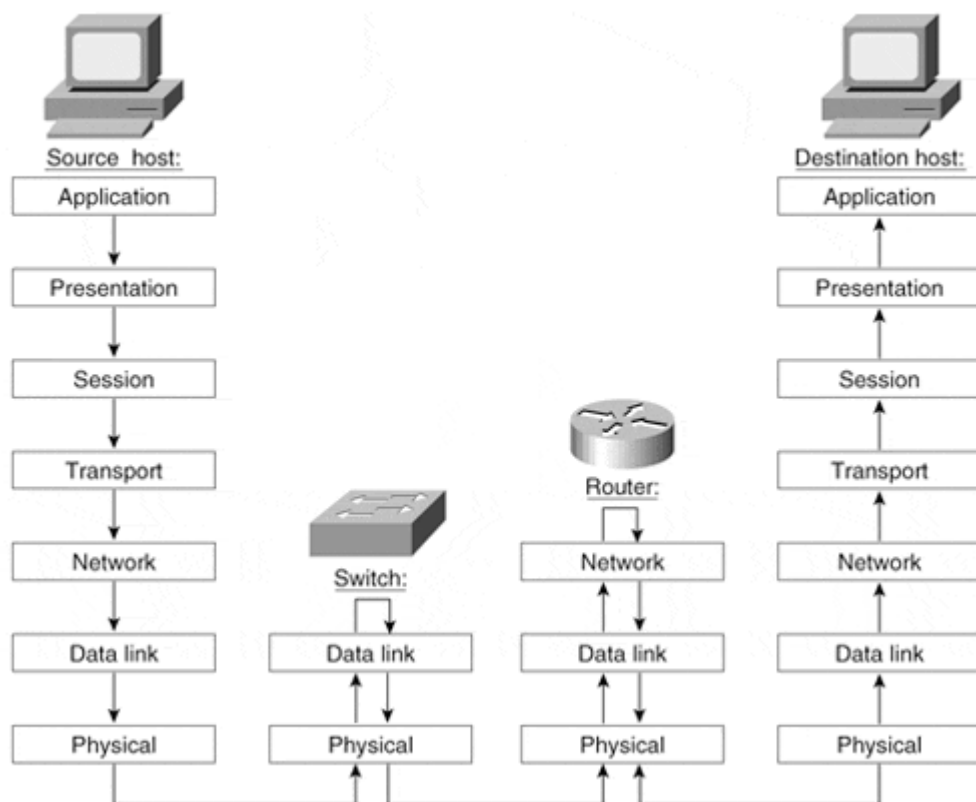 Source host:
Application
Presentation
Session
Transport
Network
Data link
Physical
Switch:
Data link
Physical
Router:
Network
Data link
Physical
Destination host:
Application
Presentation
Session
Transport
Network
Data link
Physical